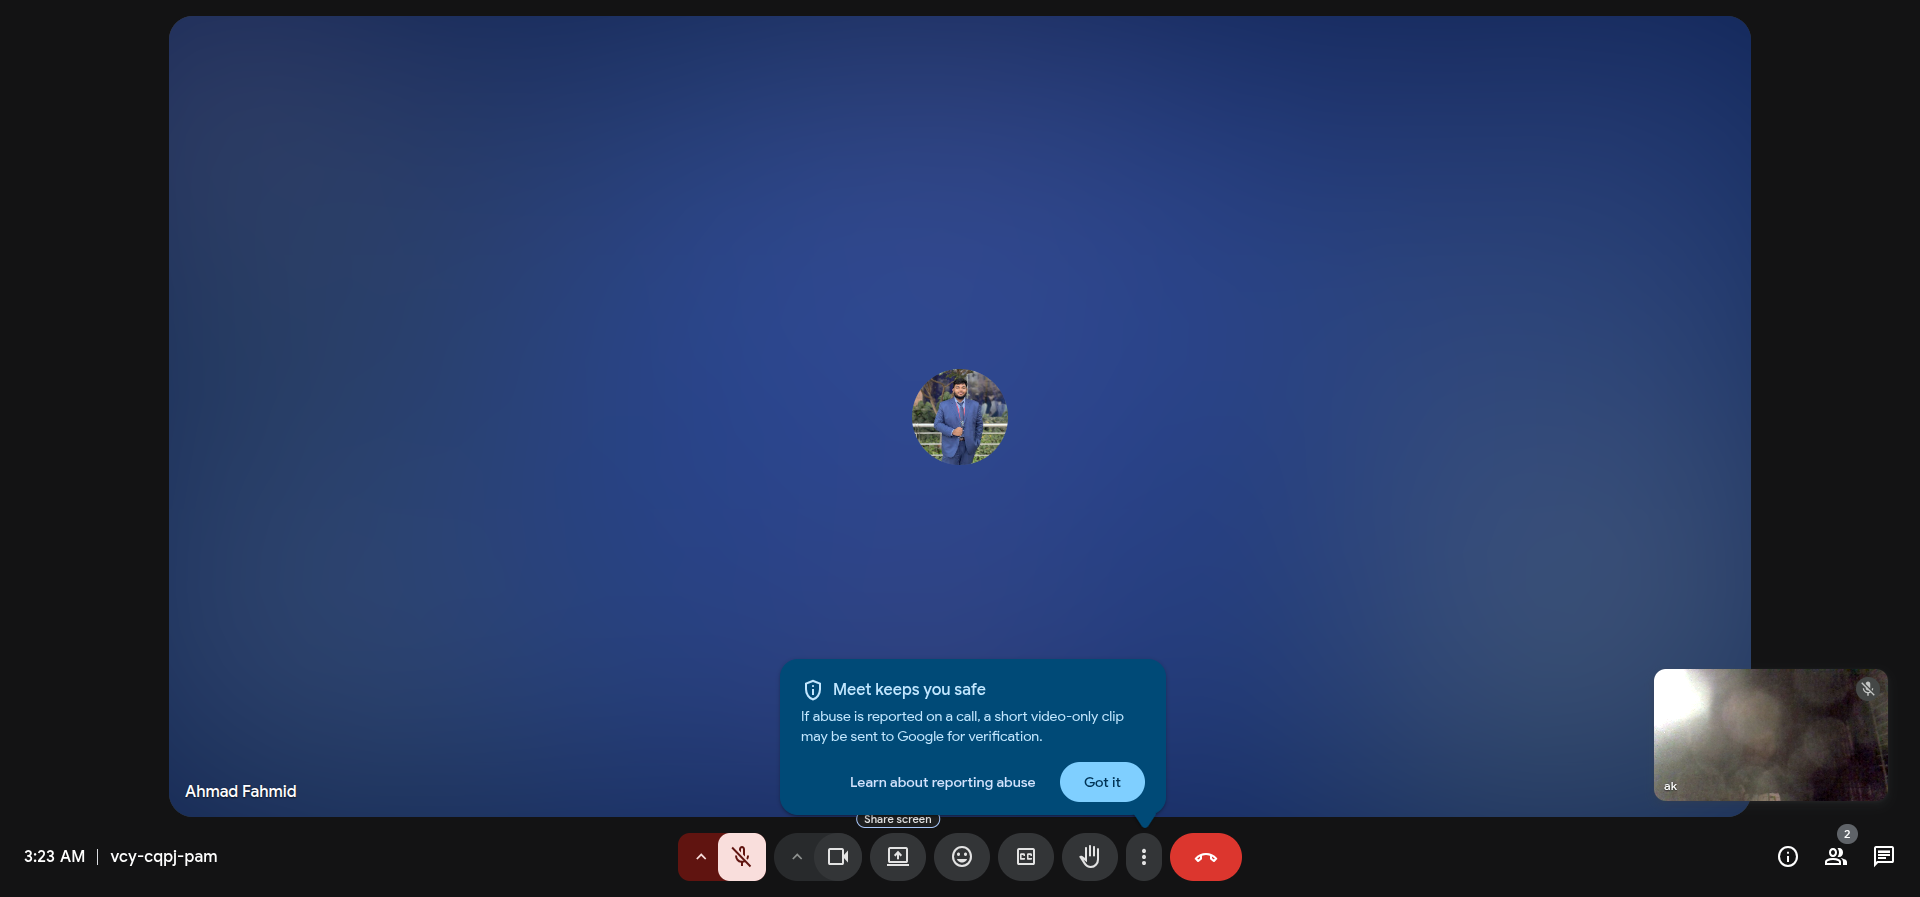 Ahmad Fahmid
Meet keeps you safe
If abuse is reported on a call, a short video-only clip
may be sent to Google for verification.
Learn about reporting abuse
Got it
ak
Share screen
3:23 AM
vcy-cqpj-pam
CC
2